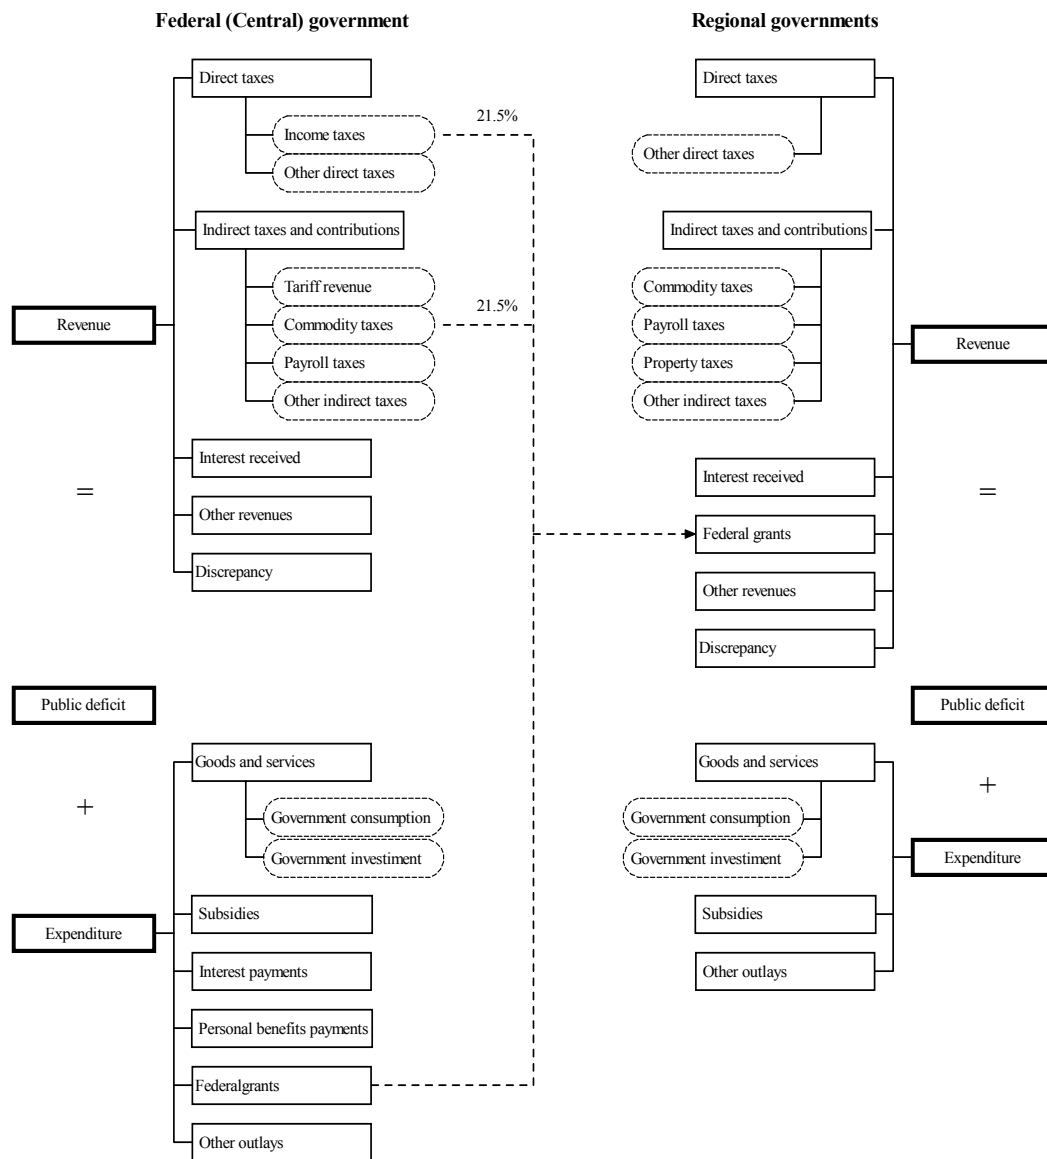 Federal (Central) government
Direct taxes
Income taxes
21.5%
Other direct taxes
Indirect taxes and contributions
Tariff revenue
Commodity taxes
21.5%
Payroll taxes
Other indirect taxes
Revenue
Interest received
=
Other revenues
Discrepancy
Public deficit
+
Goods and services
Government consumption
Government investiment
Expenditure
Subsidies
Interest payments
Personal benefits payments
Federalgrants
Other outlays
Regional governments
Direct taxes
Other direct taxes
Indirect taxes and contributions
Commodity taxes
Payroll taxes
Property taxes
Other indirect taxes
Revenue
Interest received
=
Federal grants
Other revenues
Discrepancy
Public deficit
+
Goods and services
Government consumption
Government investiment
Expenditure
Subsidies
Other outlays